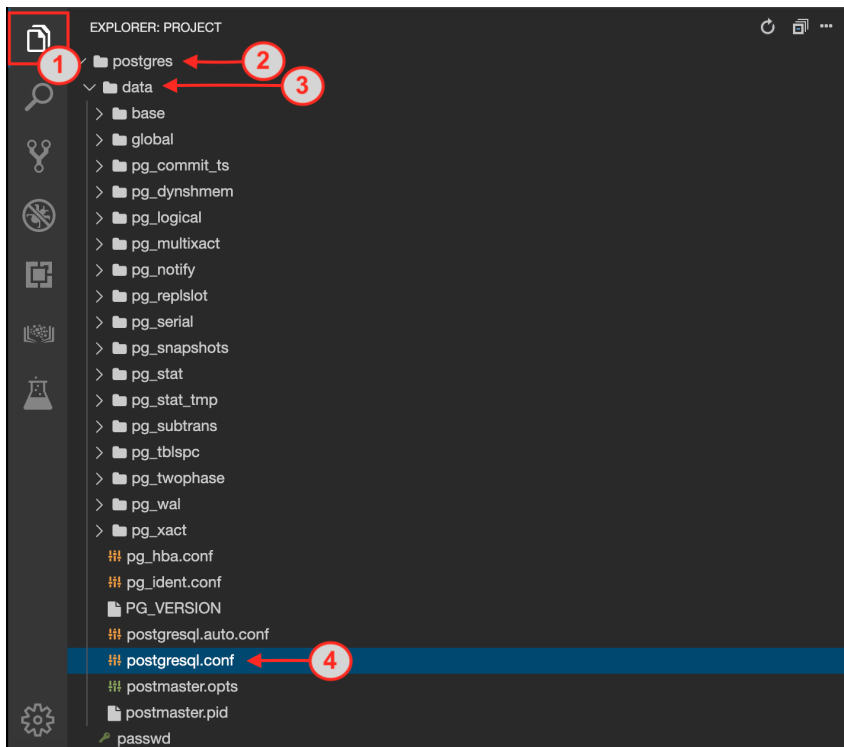 EXPLORER: PROJECT
1
postgres
2
data
3
base
global
pg_commit_ts
pg_dynshmem
pg_logical
pg_multixact
pg_notify
pg_replslot
pg_serial
pg_snapshots
pg_stat
pg_stat_tmp
pg_subtrans
pg_tblspc
pg_twophase
pg_wal
pg_xact
pg_hba.conf
pg_ident.conf
PG_VERSION
postgresql.auto.conf
postgresql.conf
4
postmaster.opts
postmaster.pid
passwd